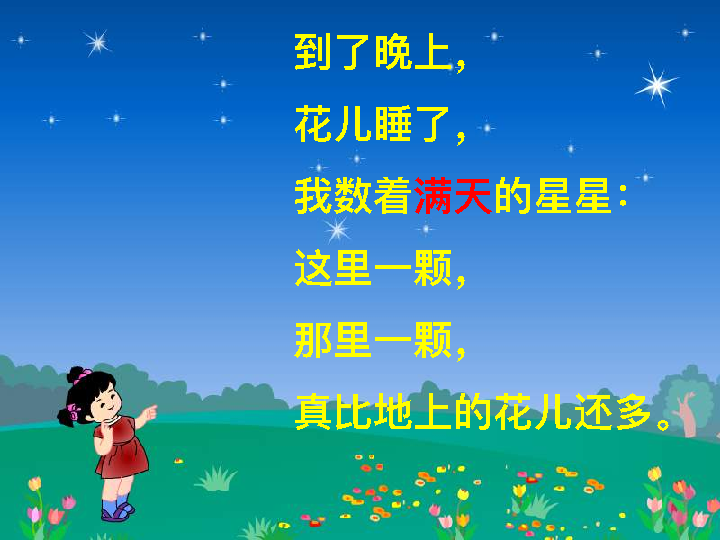 到了晚上，
花儿睡了，
我数着满天的星星：
这里一颗，
那里一颗，
真比地上的花儿还多。